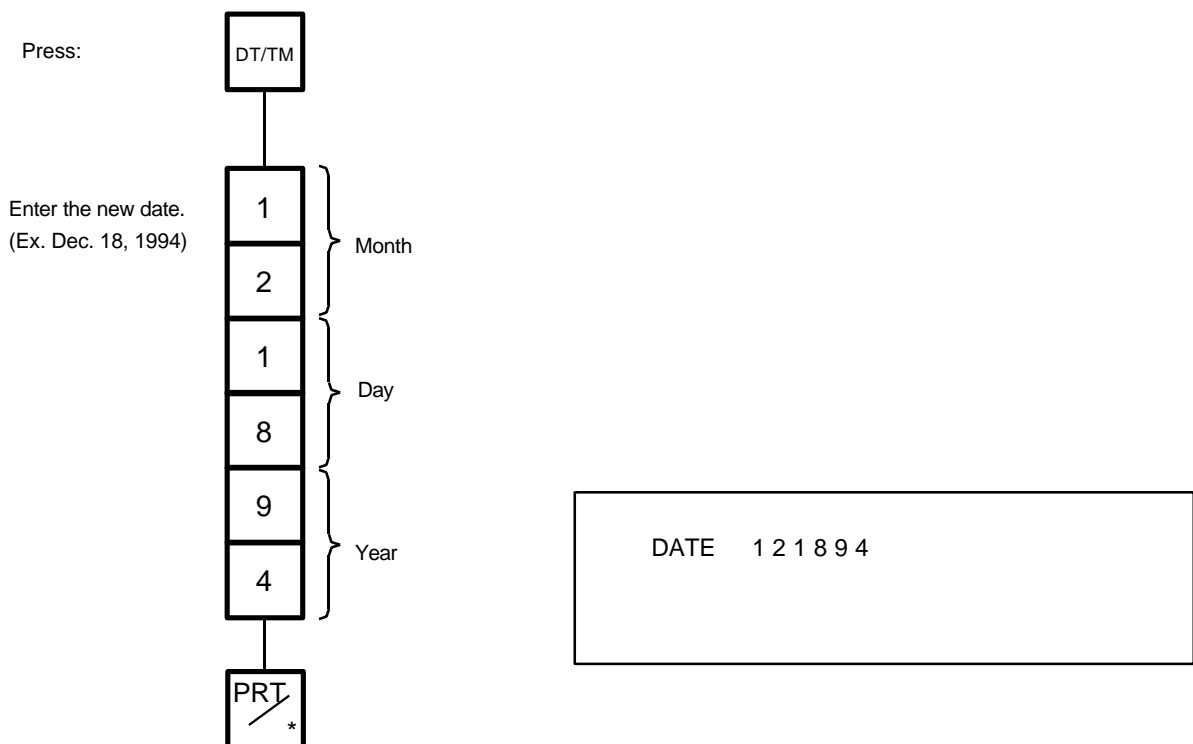 Press:
DT/TM
Enter the new date.
(Ex. Dec. 18, 1994)
1
2
Month
1
8
Day
9
4
Year
DATE 1 2 1 8 9 4
PRT
*